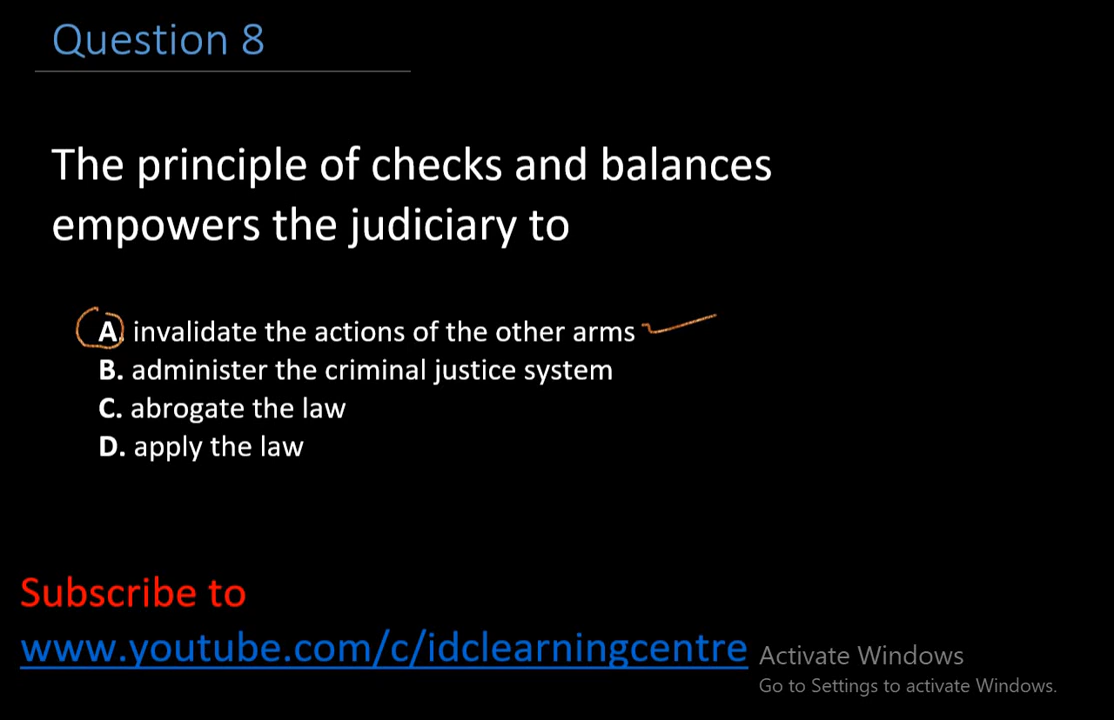 Question 8
The principle of checks and balances
empowers the judiciary to
A. invalidate the actions of the other arms
B. administer the criminal justice system
C. abrogate the law
D. apply the law
Subscribe to
www.youtube.com/c/idclearningcentre
Activate Windows
Go to Settings to activate Windows.